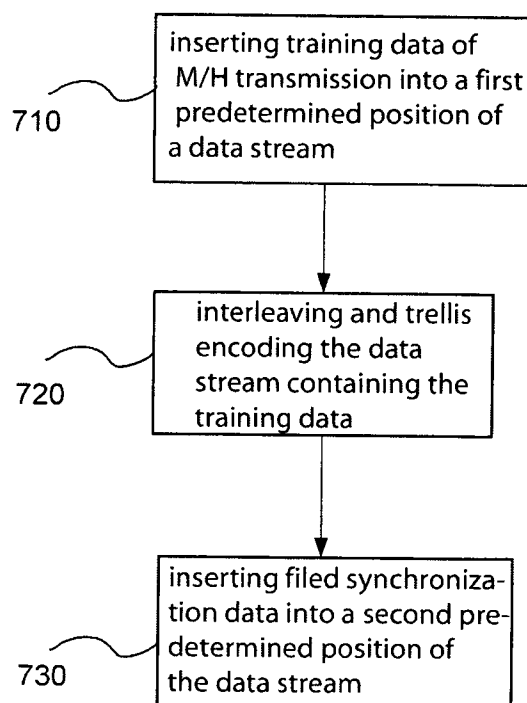 inserting training data of
M/H transmission into a first
predetermined position of
a data stream
710
interleaving and trellis
encoding the data
stream containing the
training data
720
inserting filed synchroniza-
tion data into a second pre-
determined position of
the data stream
730